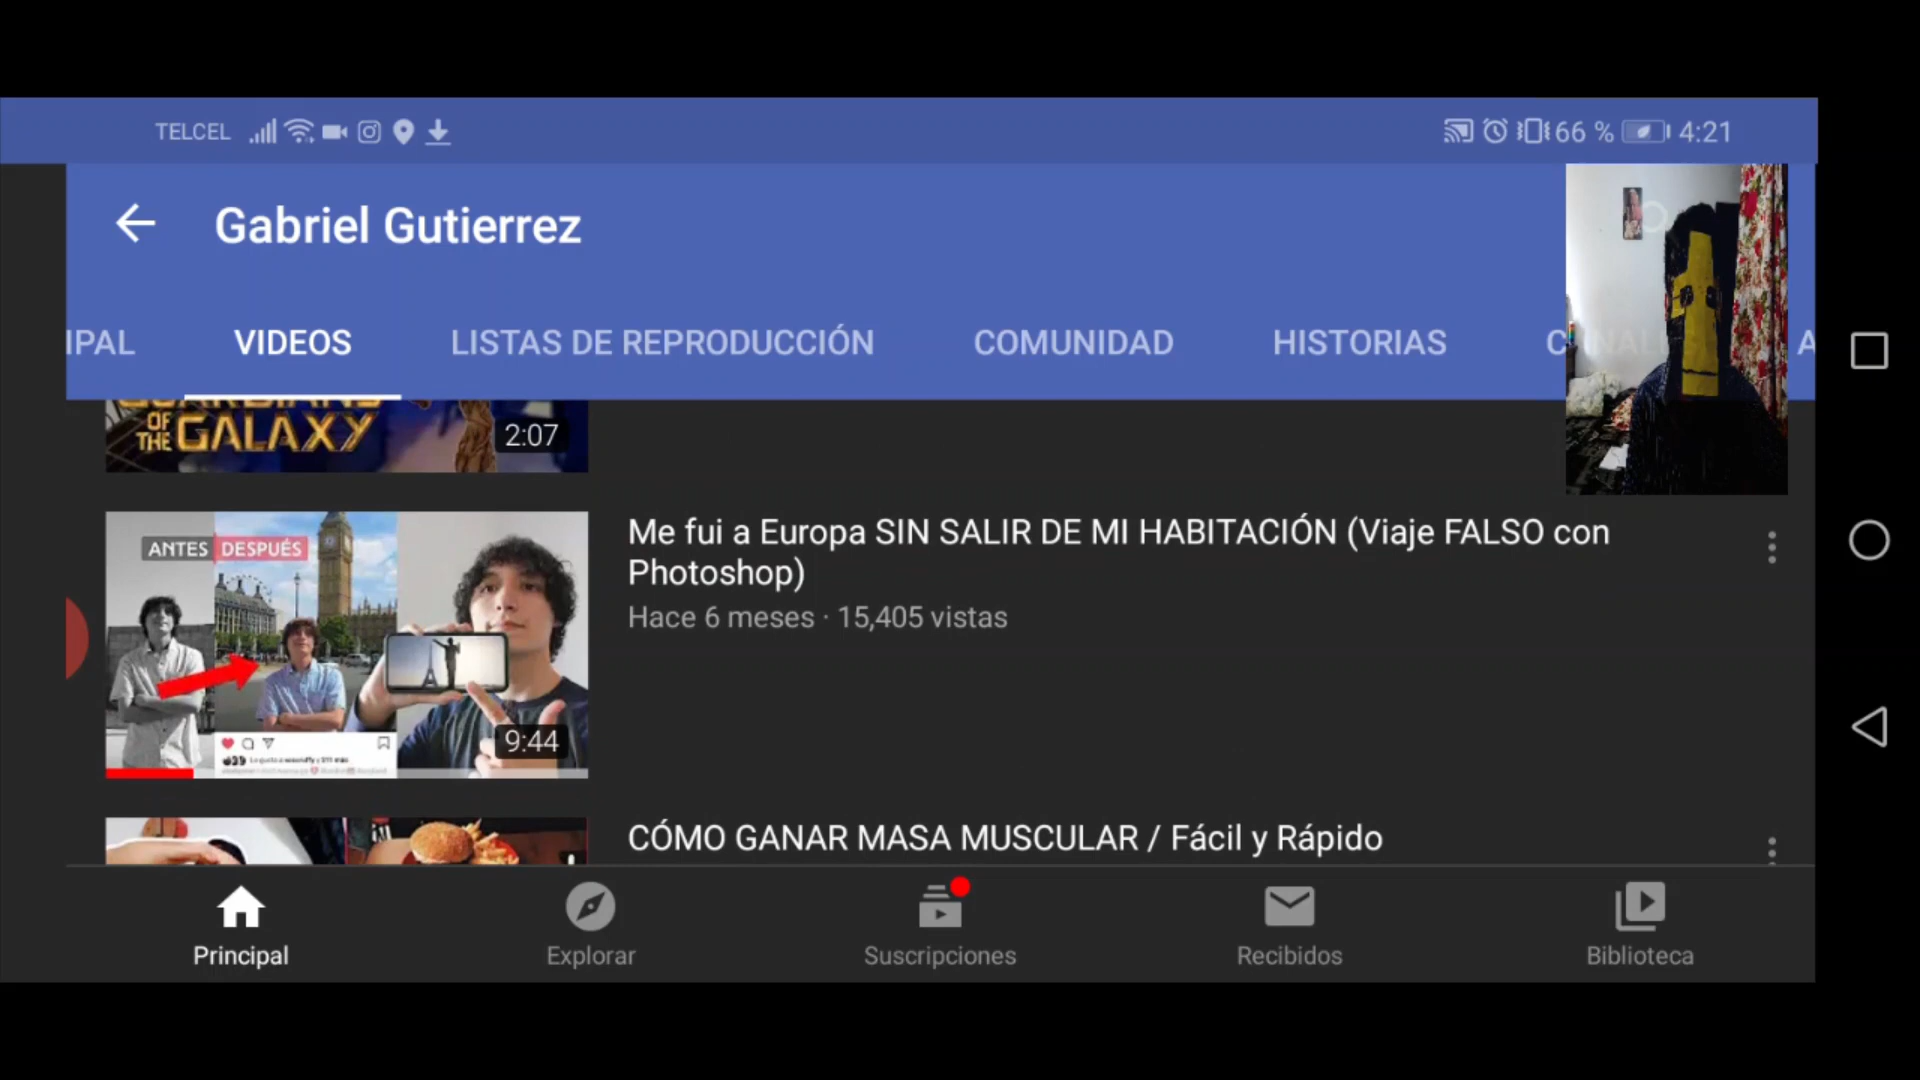 TELCEL
66 % 4:21
Gabriel Gutierrez
IPAL VIDEOS LISTAS DE REPRODUCCIÓN COMUNIDAD HISTORIAS
GUARDIANS
OF
THE GALAXY
2:07
ANTES DESPUÉS
9:44
Me fui a Europa SIN SALIR DE MI HABITACIÓN (Viaje FALSO con
Photoshop)
Hace 6 meses · 15,405 vistas
CÓMO GANAR MASA MUSCULAR / Fácil y Rápido
Principal Explorar Suscripciones Recibidos Biblioteca